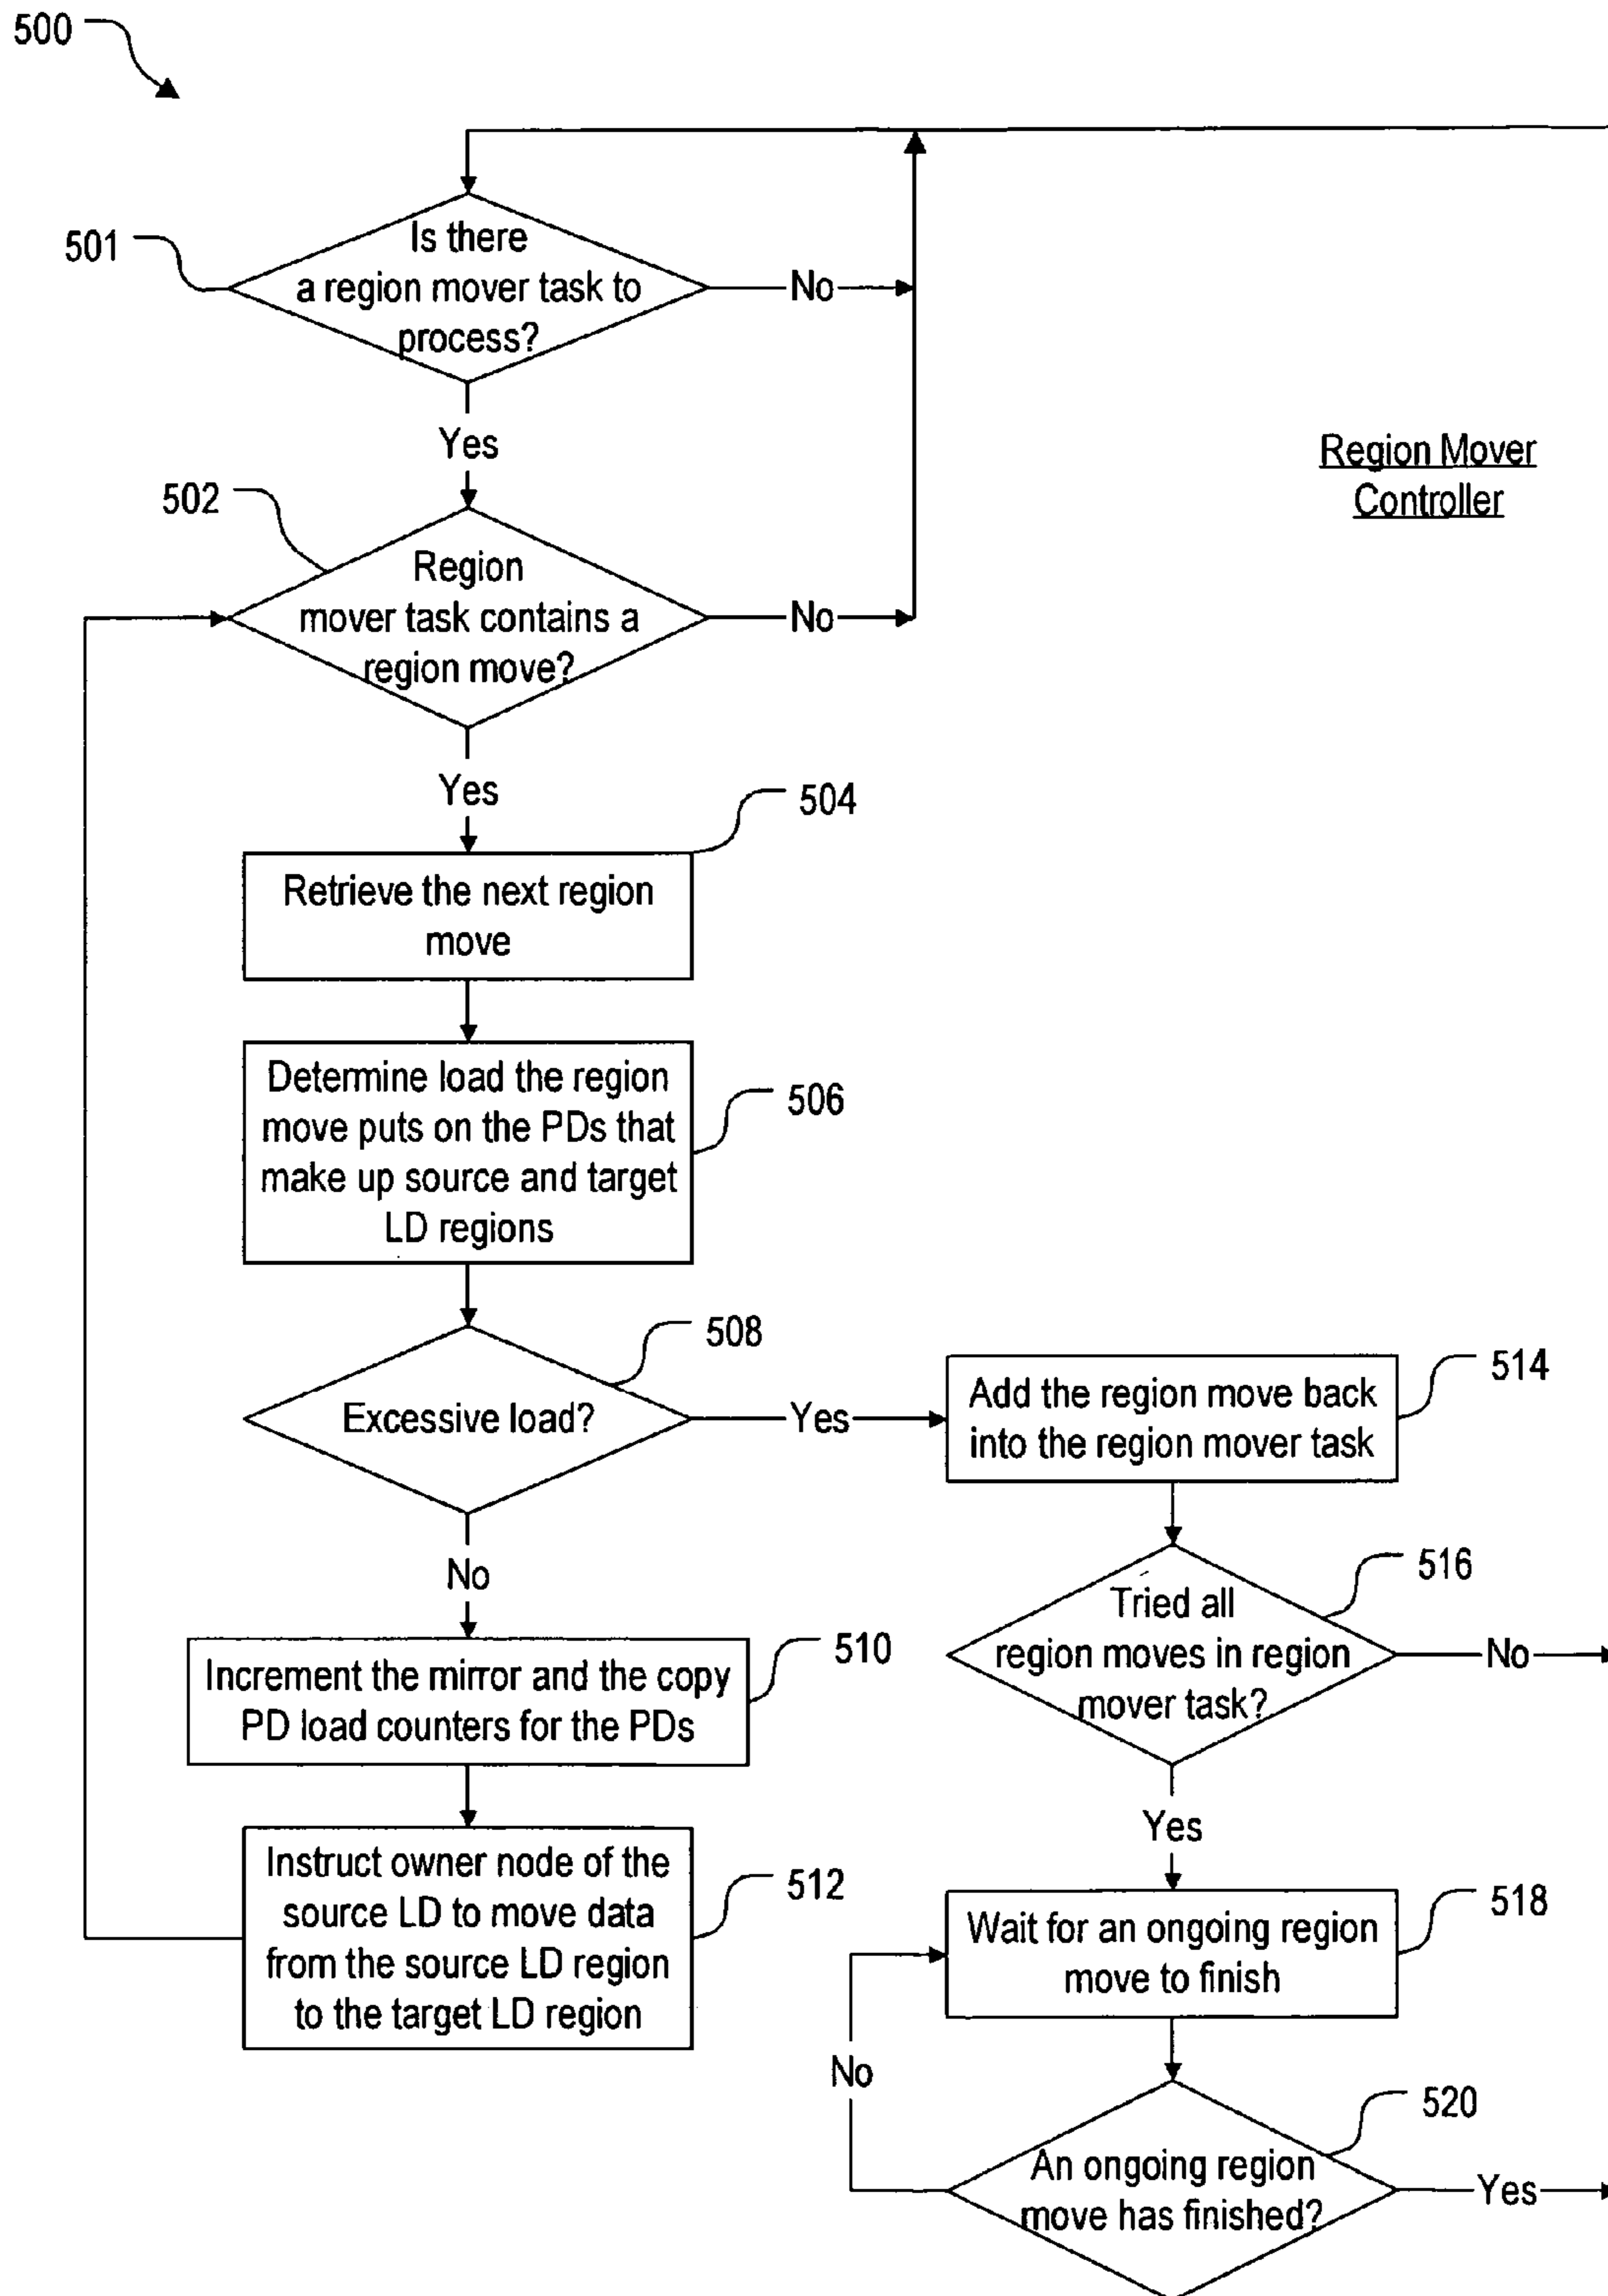 500
501
Is there
a region mover task to
process?
No
Yes
Region Mover
Controller
502
Region
mover task contains a
region move?
No
Yes
504
Retrieve the next region
move
Determine load the region
move puts on the PDs that
make up source and target
LD regions
506
508
Excessive load?
Yes
514
Add the region move back
into the region mover task
No
516
Tried all
region moves in region
mover task?
No
510
Increment the mirror and the copy
PD load counters for the PDs
Yes
Instruct owner node of the
source LD to move data
from the source LD region
to the target LD region
512
518
Wait for an ongoing region
move to finish
No
520
An ongoing region
move has finished?
Yes